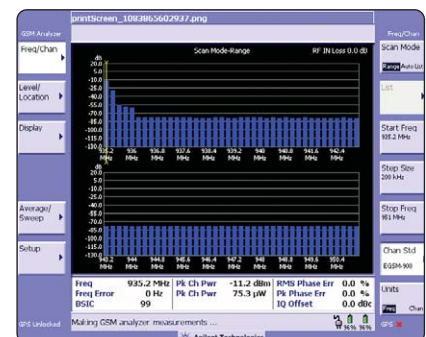 printScreen_1083865602937.png
GSM Analyzer
Freq/Chan
Freq/Chan
Scan Mode-Range
RF IN Loss 0.0 dB
Scan Mode
Range Auto List
dB
20.0
5.0
-10.0
-25.0
-40.0
-55.0
-70.0
-85.0
-100.0
-115.0
-130.0
Level/
Location
List
Display
Start Freq
935.2 MHz
935.2 936 936.8 937.6 938.4 939.2 940 940.8 941.6 942.4
MHz MHz MHz MHz MHz MHz MHz MHz MHz MHz
Step Size
200 kHz
dB
20.0
5.0
-10.0
-25.0
-40.0
-55.0
-70.0
-85.0
-100.0
-115.0
-130.0
Average/
Sweep
Stop Freq
951 MHz
Setup
Chan Std
EGSM-900
943.2 944 944.8 945.6 946.4 947.2 948 948.8 949.6 950.4
MHz MHz MHz MHz MHz MHz MHz MHz MHz MHz
Freq 935.2 MHz Pk Ch Pwr -11.2 dBm RMS Phase Err 0.0 %
Freq Error 0 Hz Pk Ch Pwr 75.3 µW Pk Phase Err 0.0 %
BSIC 99 IQ Offset 0.0 dBc
Units
Freq Chan
GPS Unlocked
Making GSM analyzer measurements ...
96% 96%
GPS
Agilent Technologies